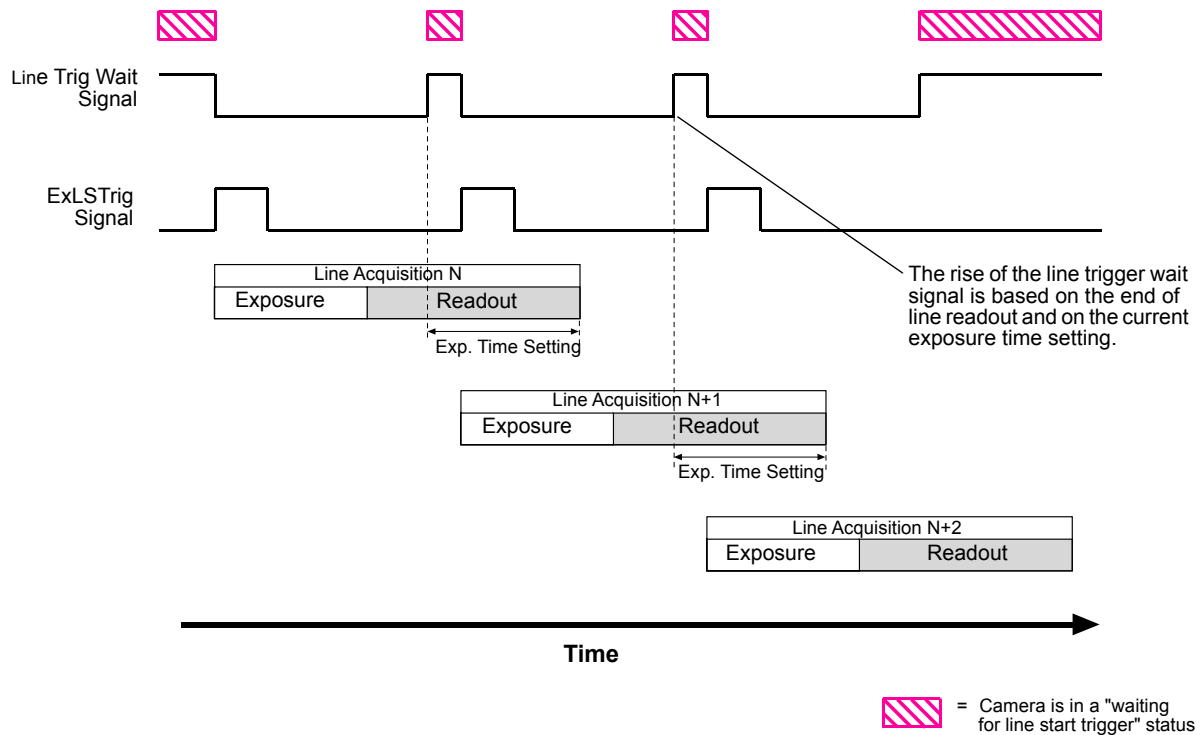 Line Trig Wait
Signal
ExLSTrig
Signal
Line Acquisition N
Exposure Readout
Exp. Time Setting
The rise of the line trigger wait
signal is based on the end of
line readout and on the current
exposure time setting.
Line Acquisition N+1
Exposure Readout
Exp. Time Setting
Line Acquisition N+2
Exposure Readout
Time
= Camera is in a "waiting
for line start trigger" status